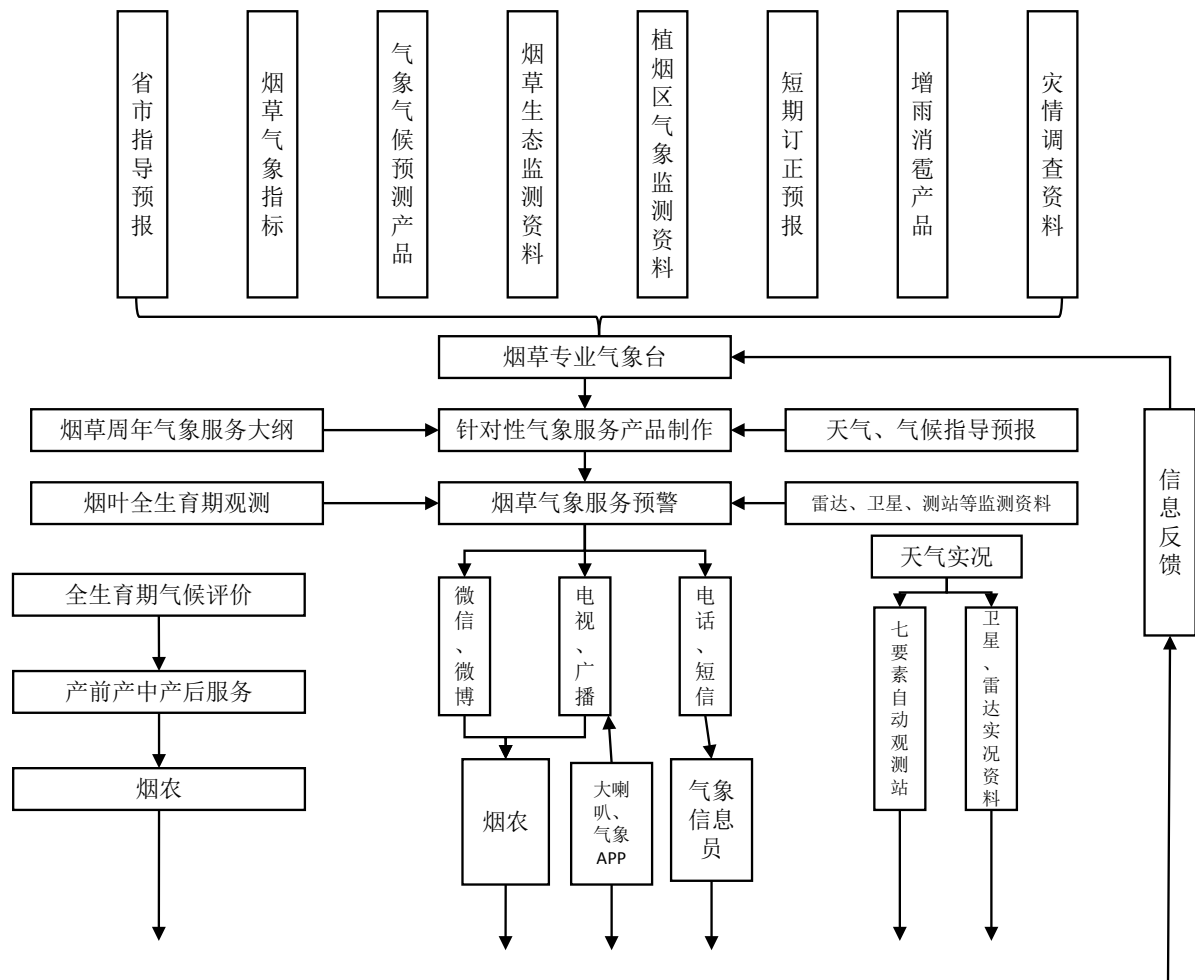 省市指导预报
烟草气象指标
气象气候预测产品
烟草生态监测资料
植烟区气象监测资料
短期订正预报
增雨消雹产品
灾情调查资料
烟草专业气象台
烟草周年气象服务大纲
针对性气象服务产品制作
天气、气候指导预报
信息反馈
烟叶全生育期观测
烟草气象服务预警
雷达、卫星、测站等监测资料
天气实况
全生育期气候评价
微信、微博
电视、广播
电话、短信
七要素自动观测站
卫星、雷达实况资料
产前产中产后服务
烟农
烟农
大喇
叭、气象
APP
气象
信息
员